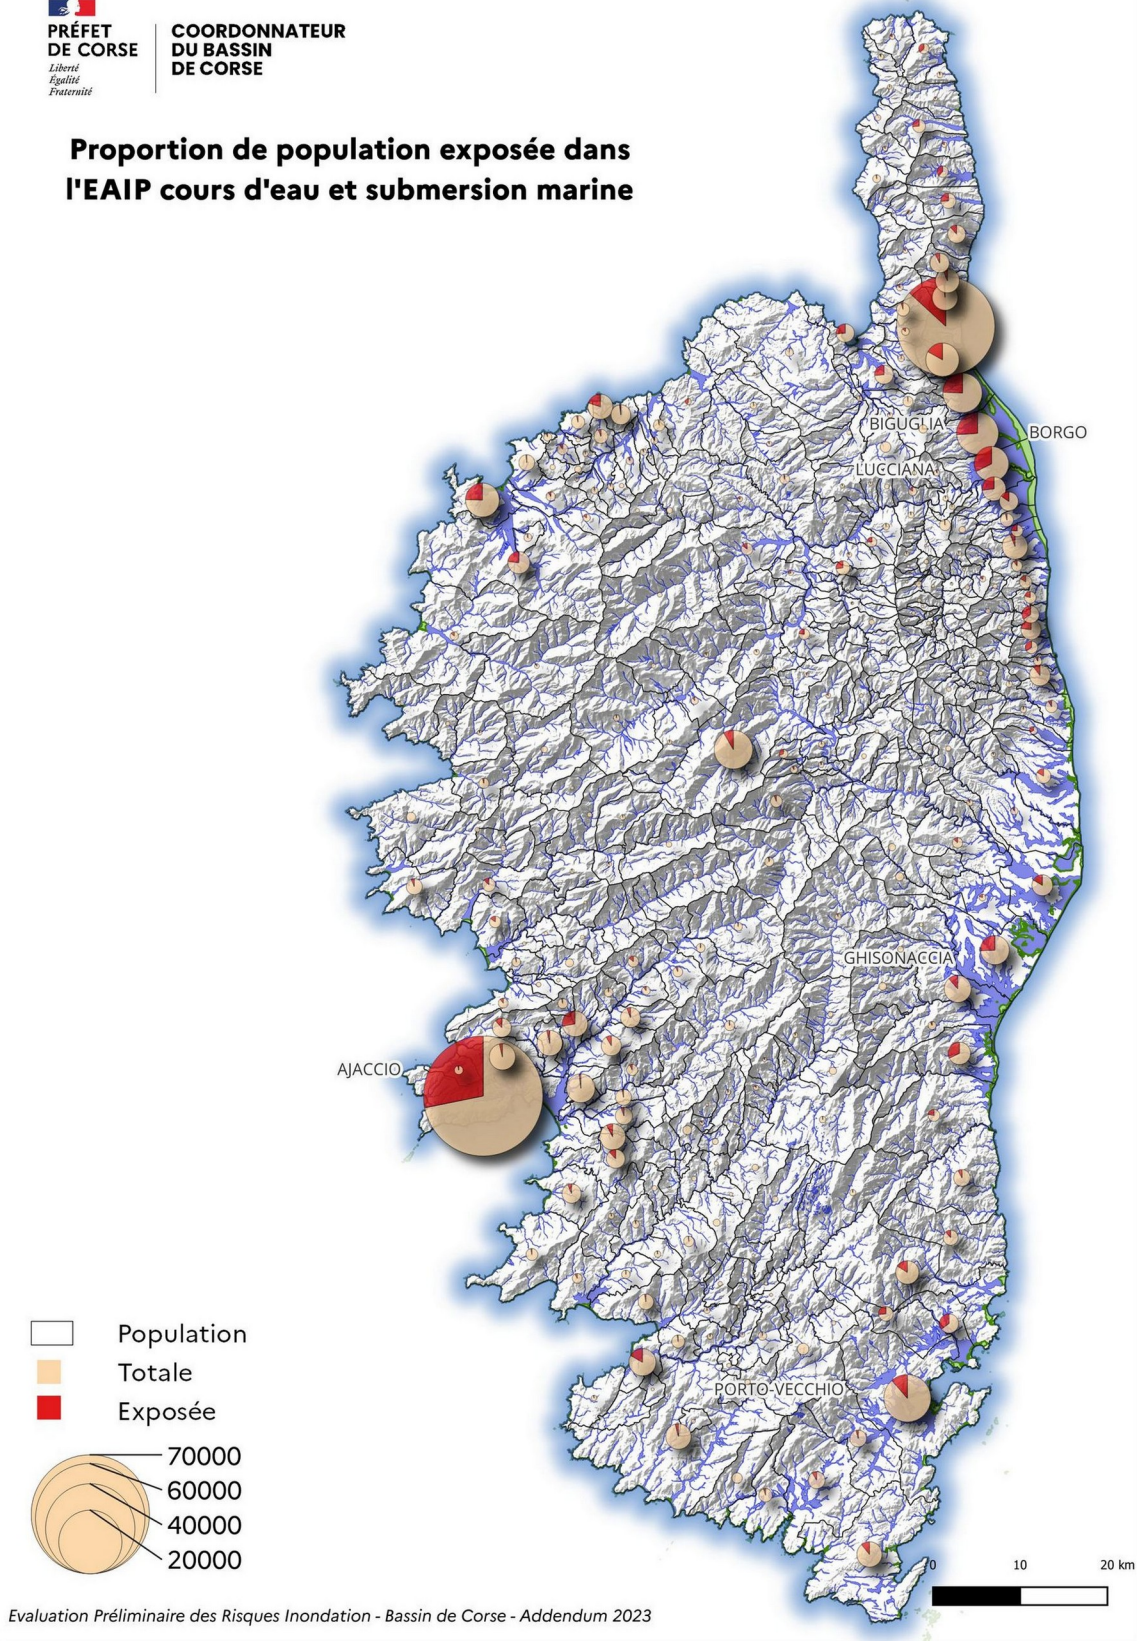 PRÉFET
DE CORSE
Liberté
Égalité
Fraternité
COORDONNATEUR
DU BASSIN
DE CORSE
Proportion de population exposée dans
l'EAIP cours d'eau et submersion marine
BIGUGLIA
BORGO
LUCCIANA
GHISONACCIA
AJACCIO
PORTO-VECCHIO
Population
Totale
Exposée
70000
60000
40000
20000
0 10 20 km
Evaluation Préliminaire des Risques Inondation - Bassin de Corse - Addendum 2023